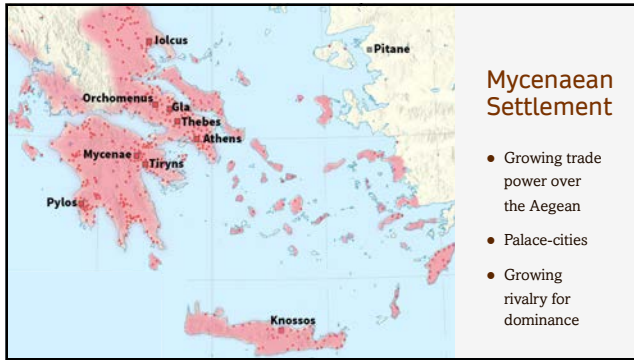 Iolcus
Pitane
Orchomenus
Gla
Thebes
Athens
Mycenae
Tiryns
Pylos
Knossos
Mycenaean
Settlement
● Growing trade
power over
the Aegean
● Palace-cities
● Growing
rivalry for
dominance